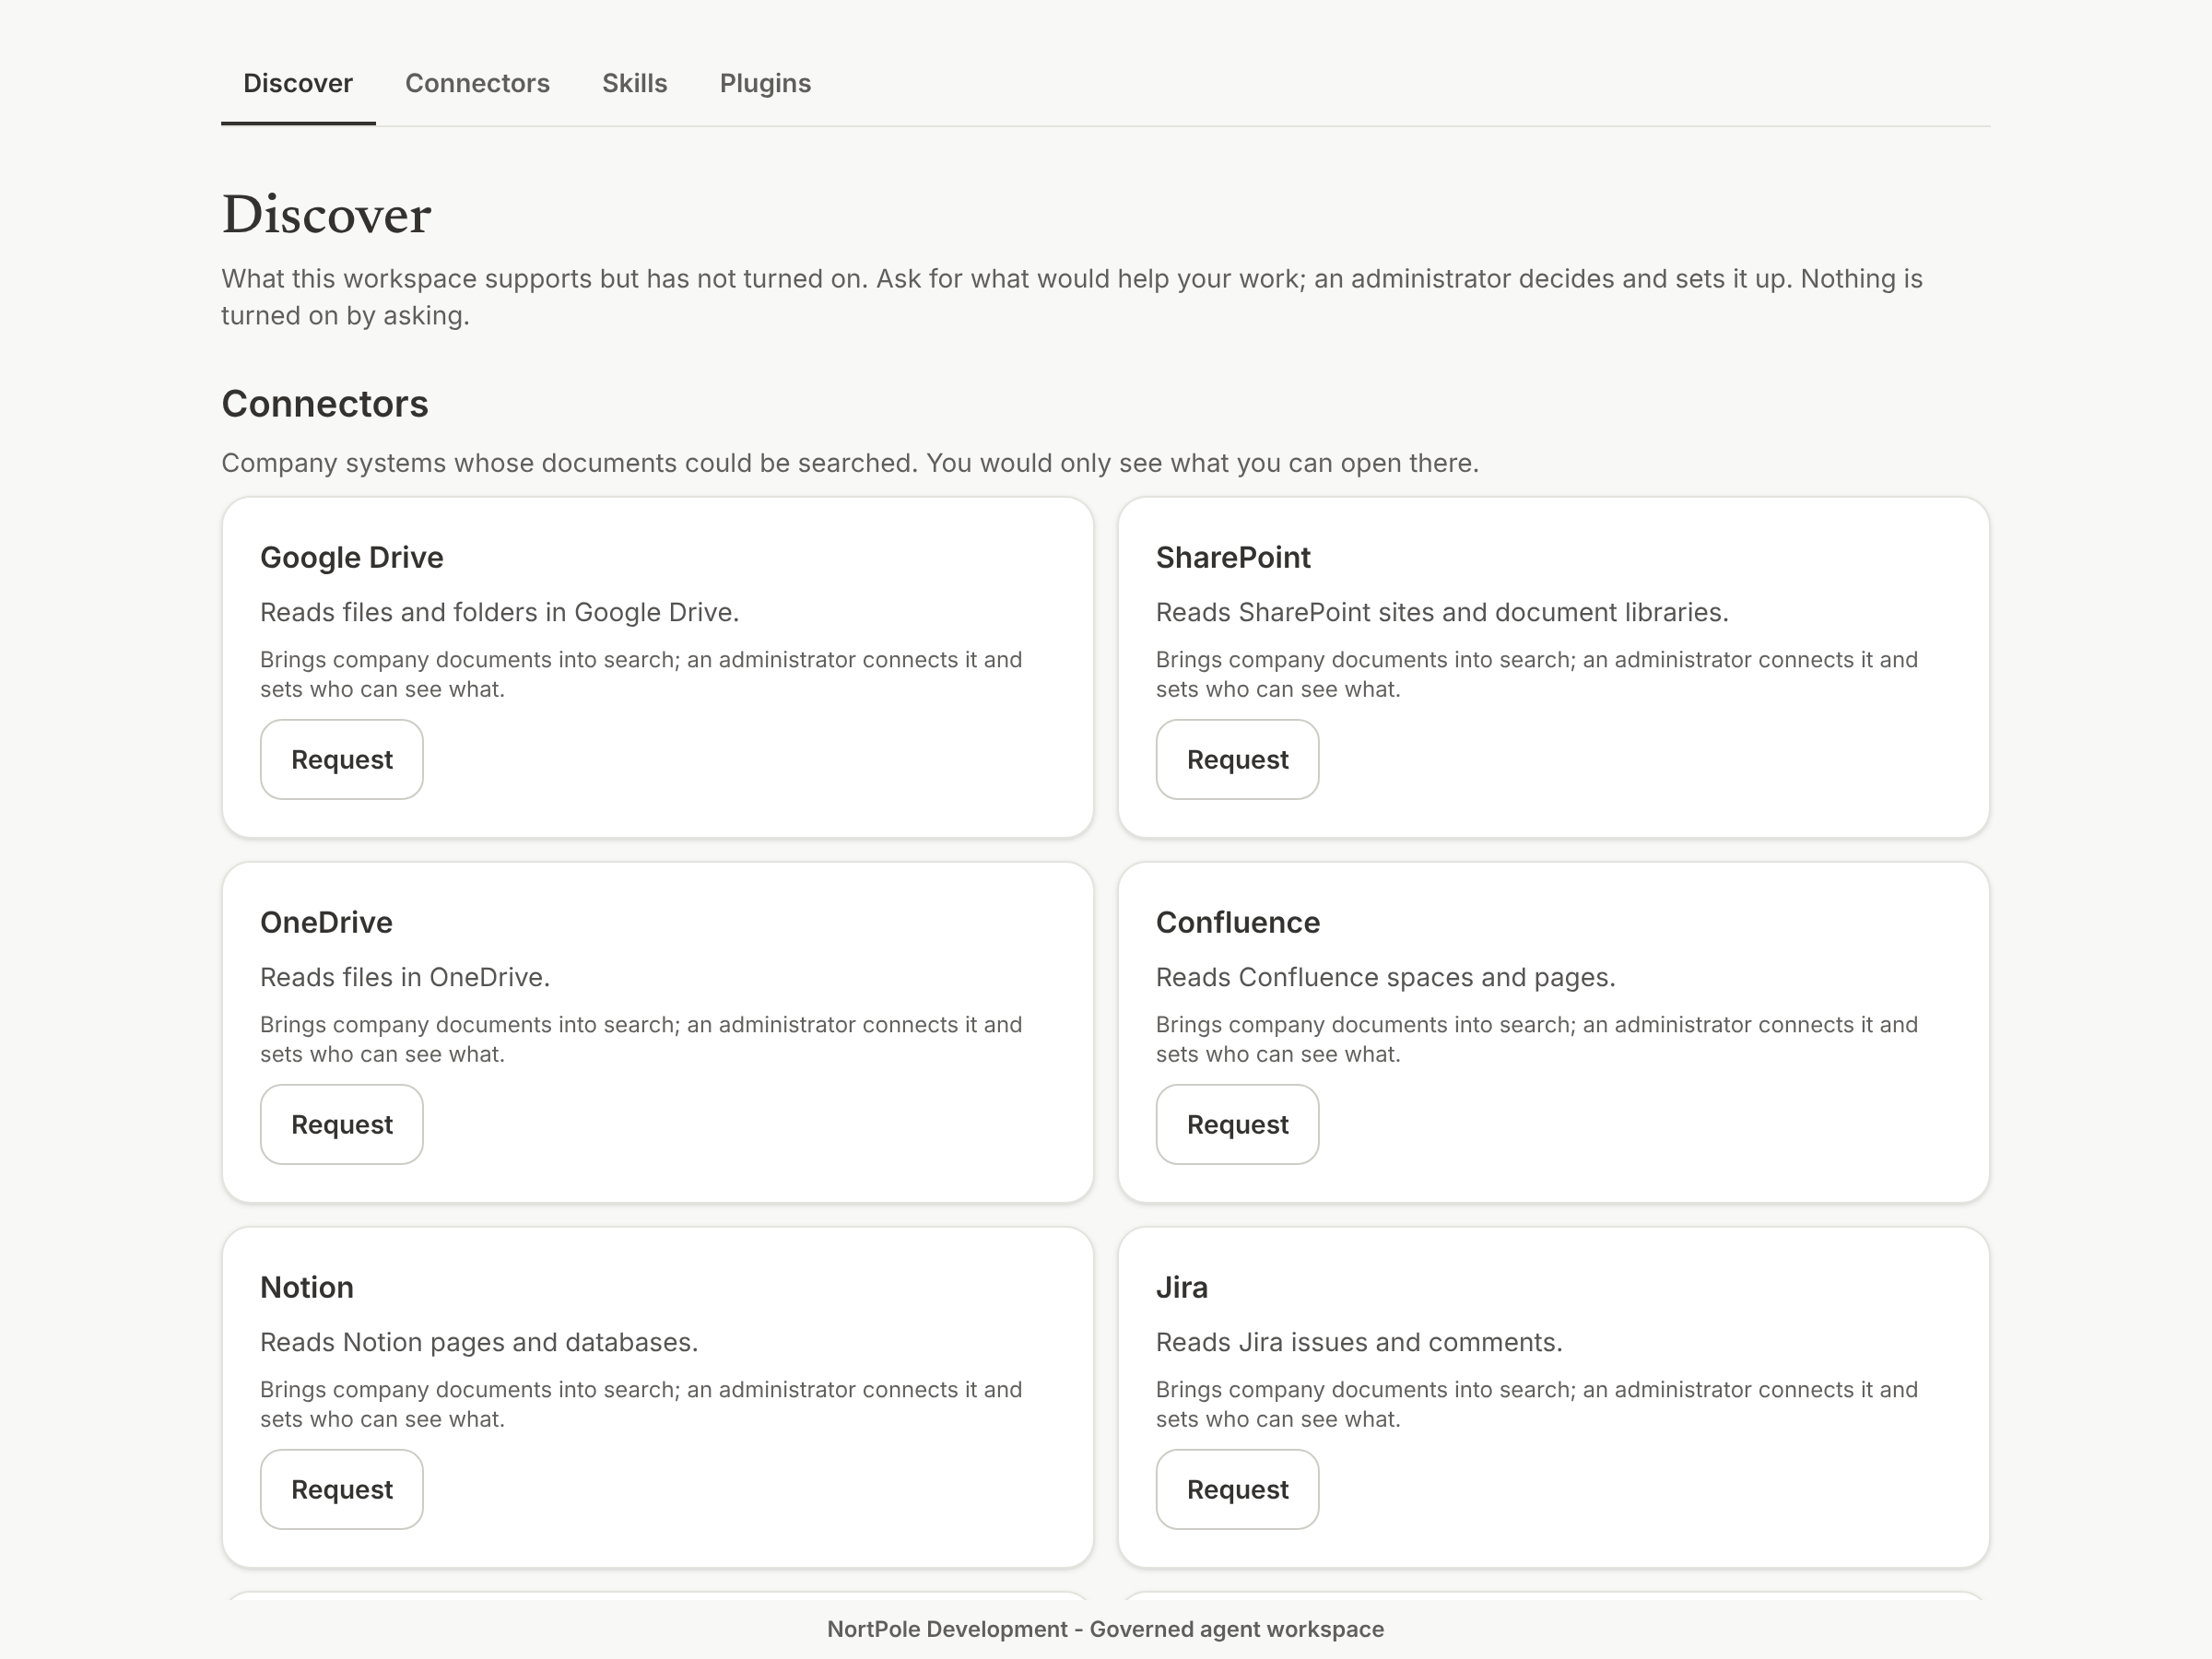 Discover Connectors Skills Plugins
Discover
What this workspace supports but has not turned on. Ask for what would help your work; an administrator decides and sets it up. Nothing is
turned on by asking.
Connectors
Company systems whose documents could be searched. You would only see what you can open there.
Google Drive
Reads files and folders in Google Drive.
Brings company documents into search; an administrator connects it and
sets who can see what.
Request
SharePoint
Reads SharePoint sites and document libraries.
Brings company documents into search; an administrator connects it and
sets who can see what.
Request
OneDrive
Reads files in OneDrive.
Brings company documents into search; an administrator connects it and
sets who can see what.
Request
Confluence
Reads Confluence spaces and pages.
Brings company documents into search; an administrator connects it and
sets who can see what.
Request
Notion
Reads Notion pages and databases.
Brings company documents into search; an administrator connects it and
sets who can see what.
Request
Jira
Reads Jira issues and comments.
Brings company documents into search; an administrator connects it and
sets who can see what.
Request
NortPole Development - Governed agent workspace